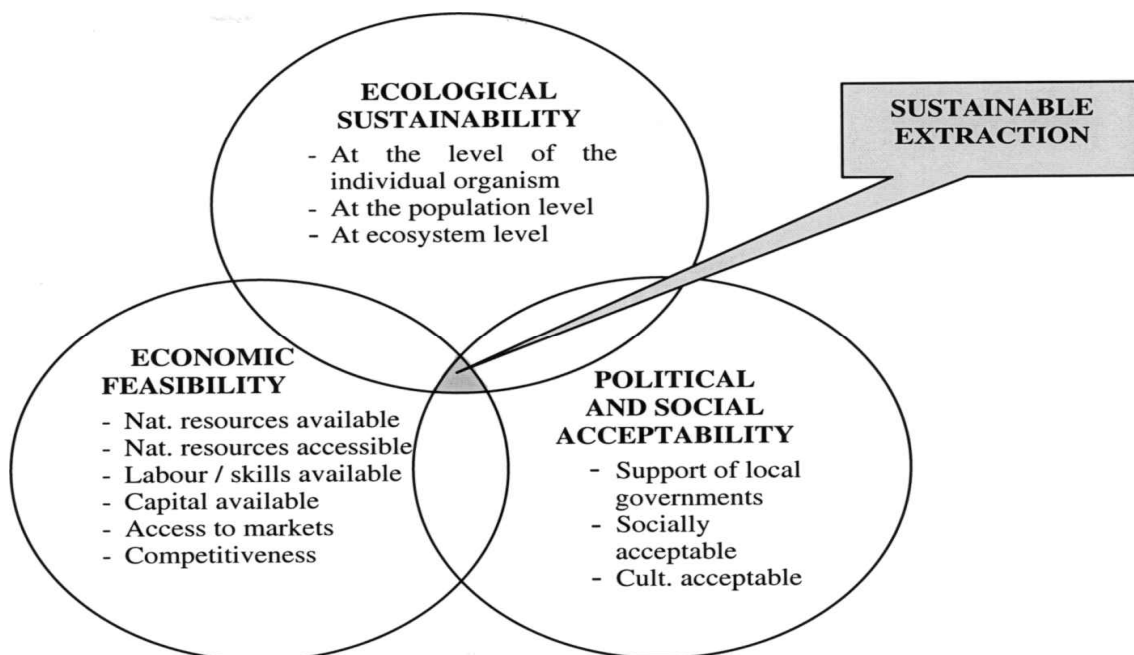 ECOLOGICAL
SUSTAINABILITY
- At the level of the
individual organism
- At the population level
- At ecosystem level
SUSTAINABLE
EXTRACTION
ECONOMIC
FEASIBILITY
- Nat. resources available
- Nat. resources accessible
- Labour / skills available
- Capital available
- Access to markets
- Competitiveness
POLITICAL
AND SOCIAL
ACCEPTABILITY
- Support of local
governments
- Socially
acceptable
- Cult. acceptable